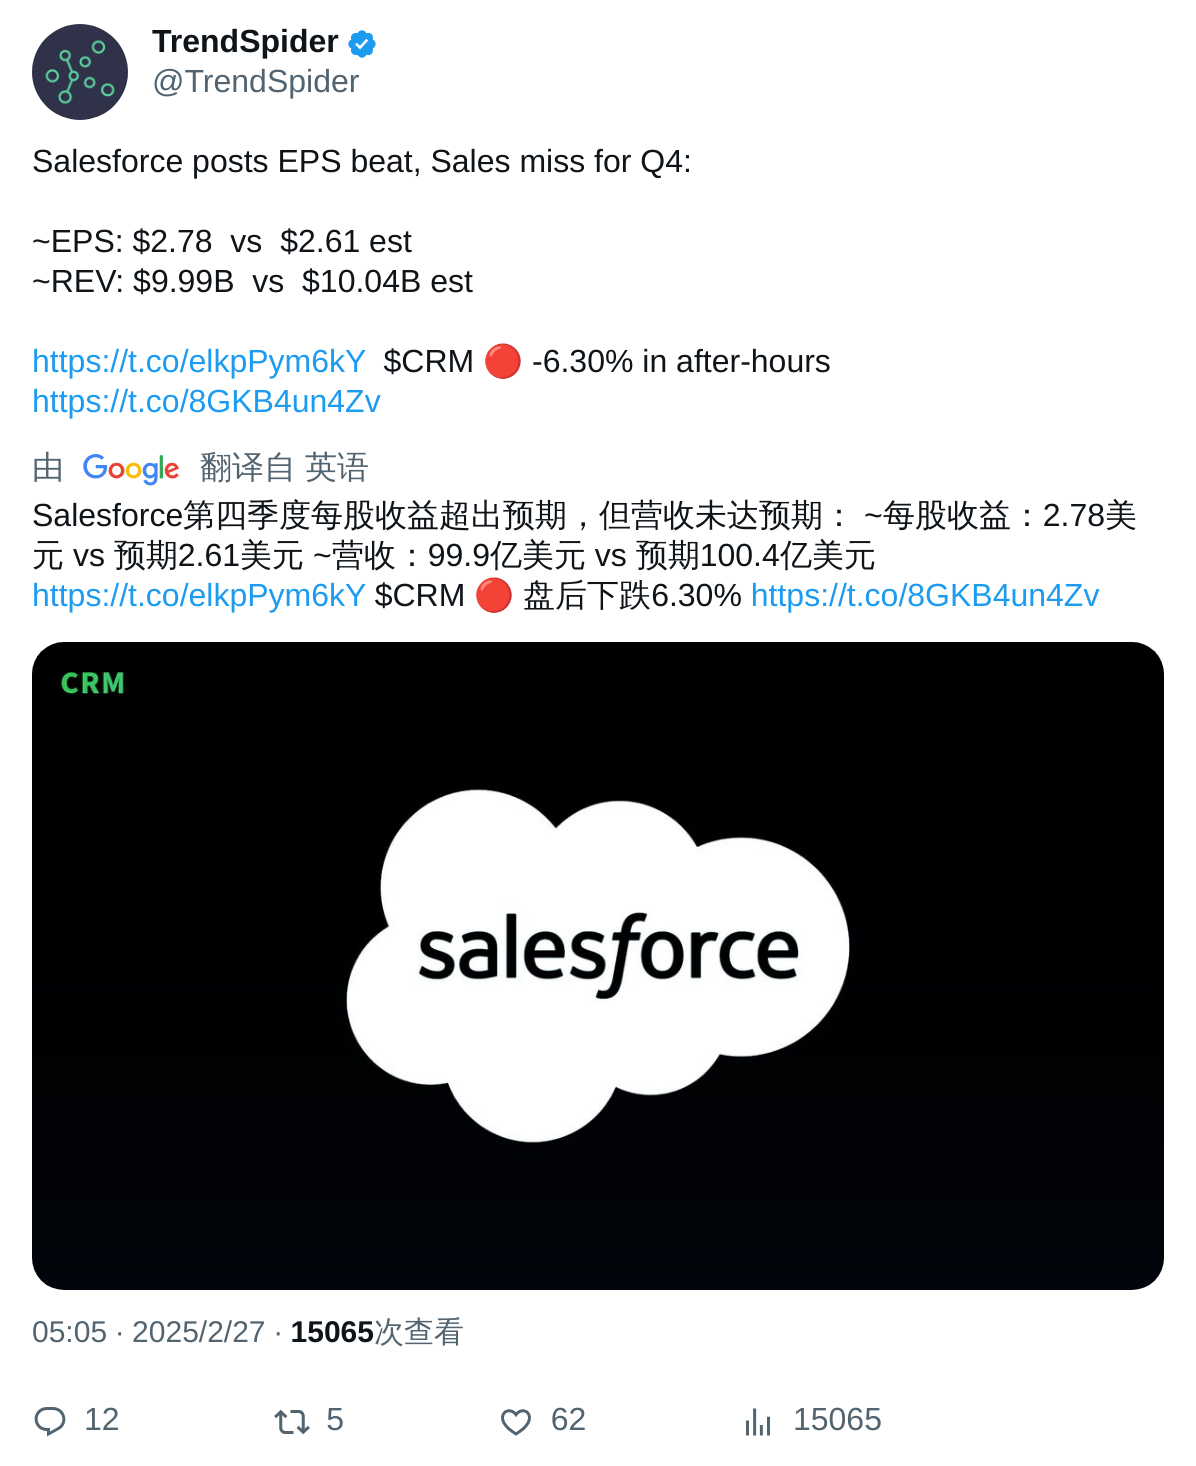 TrendSpider
@TrendSpider
Salesforce posts EPS beat, Sales miss for Q4:
~EPS: $2.78 vs $2.61 est
~REV: $9.99B vs $10.04B est
https://t.co/elkpPym6kY $CRM 🔴 -6.30% in after-hours
https://t.co/8GKB4un4Zv
由 Google 翻译自 英语
Salesforce第四季度每股收益超出预期，但营收未达预期： ~每股收益：2.78美
元 vs 预期2.61美元 ~营收：99.9亿美元 vs 预期100.4亿美元
https://t.co/elkpPym6kY $CRM 🔴 盘后下跌6.30% https://t.co/8GKB4un4Zv
CRM
salesforce
05:05 · 2025/2/27 · 15065次查看
12 5 62 15065